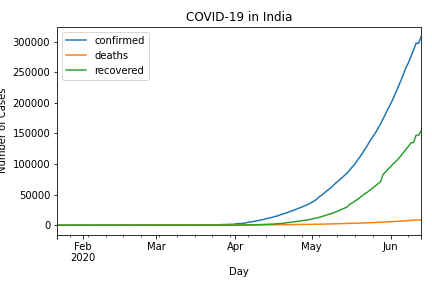 COVID-19 in India
confirmed
deaths
recovered
300000
250000
200000
150000
100000
50000
0
Number of Cases
Feb
2020
Mar
Apr
May
Jun
Day